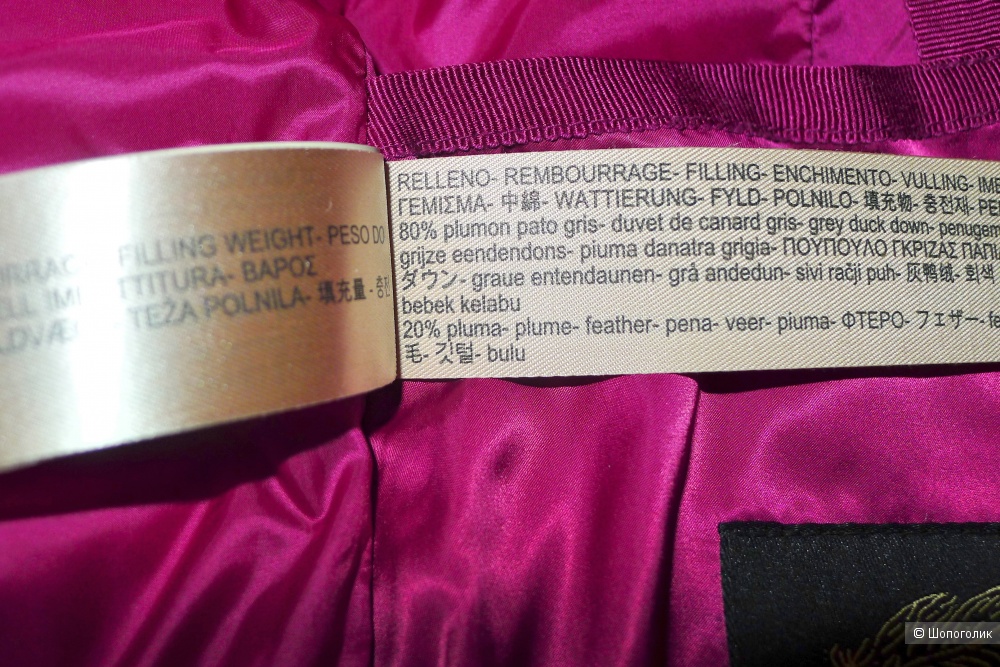 RELLENO- REMBOURRAGE- FILLING- ENCHIMENTO- VULLING-
ΓΕΜΙΣΜΑ- 中綿- WATTIERUNG- FYLD- POLNILO- 填充物- 충전재-
80% plumon pato gris- duvet de canard gris- grey duck down-
grijze eendendons- piuma danatra grigia- ΠΟΥΠΟΥΛΟ ΓΚΡΙΖΑΣ
ダウン- graue entendaunen- grå andedun- sivi račji puh- 灰鸭绒- 회색
bebek kelabu
20% pluma- plume- feather- pena- veer- piuma- ΦΤΕΡΟ- フェザー-
毛- 깃털- bulu
FILLING WEIGHT- PESO DO
ΒΑΡΟΣ
TEŽA POLNILA- 填充量-
© Шопоголик